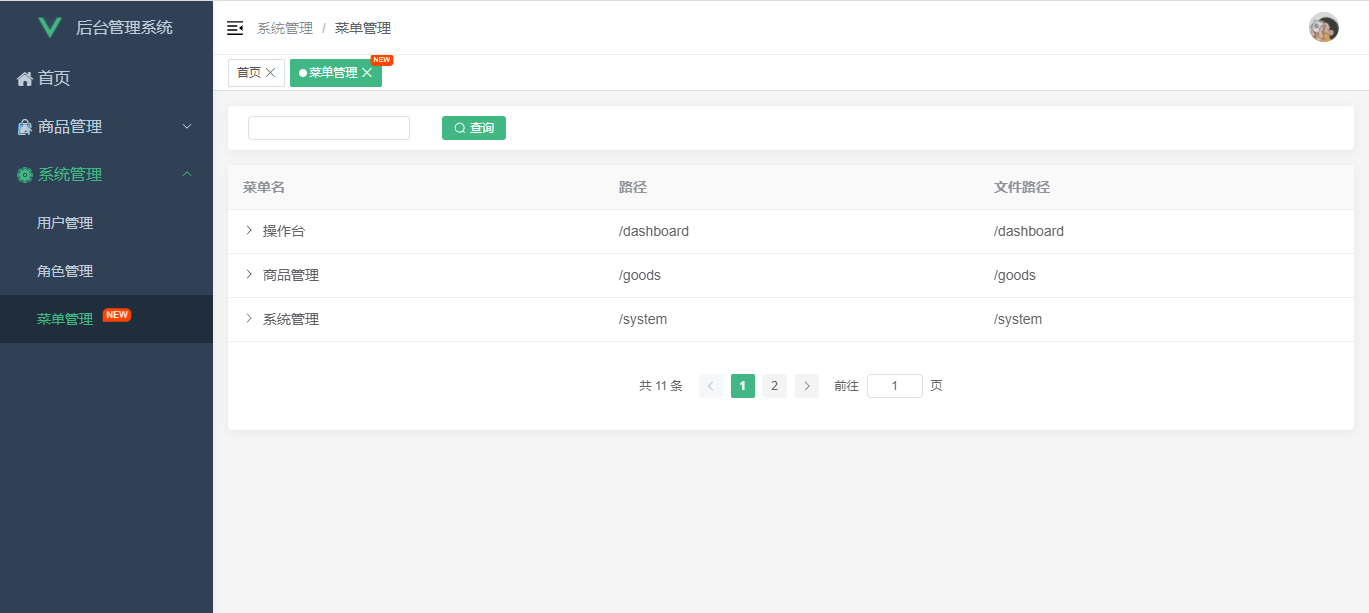 后台管理系统
首页
商品管理
系统管理
用户管理
角色管理
菜单管理 NEW
系统管理 / 菜单管理
首页 菜单管理 NEW
查询
菜单名 路径 文件路径
操作台 /dashboard /dashboard
商品管理 /goods /goods
系统管理 /system /system
共 11 条 1 2 前往 1 页